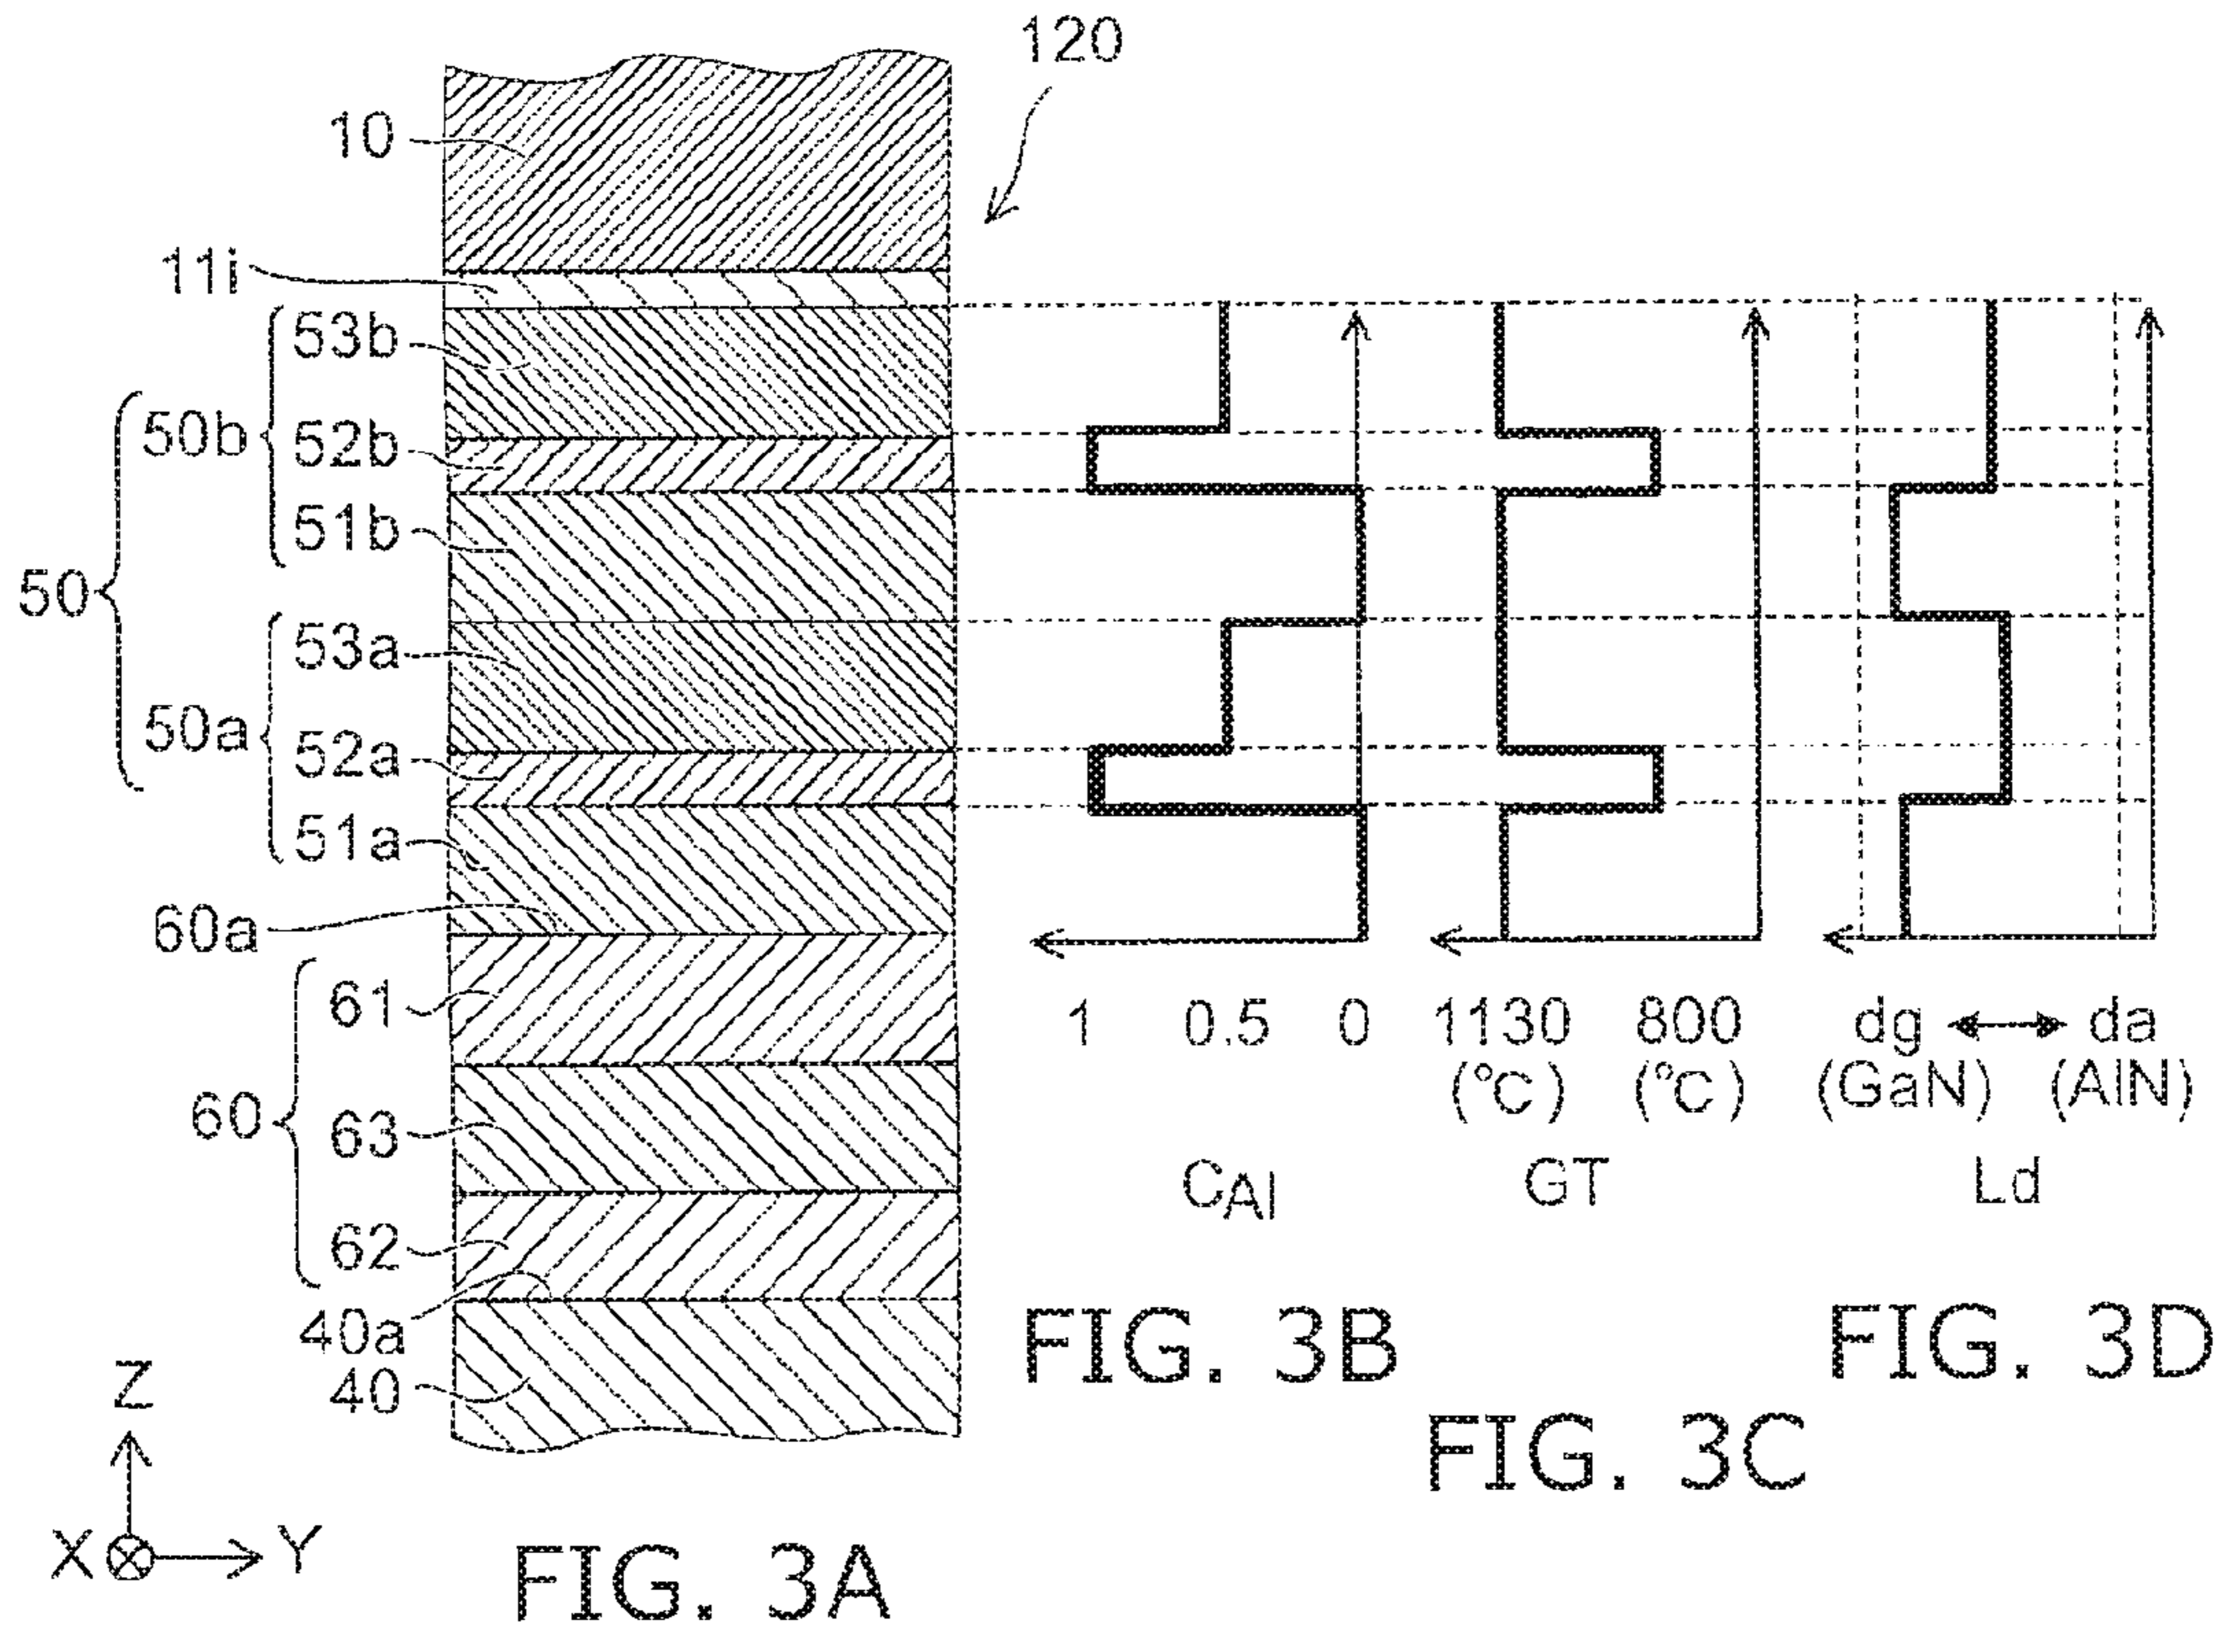 120
10
11i
53b
50b
52b
51b
50
53a
50a
52a
51a
60a
61
60
63
62
40a
40
1 0.5 0
CAl
FIG. 3B
1130 800
(°C) (°C)
GT
FIG. 3C
dg da
(GaN) (AlN)
Ld
FIG. 3D
Z
X Y
FIG. 3A